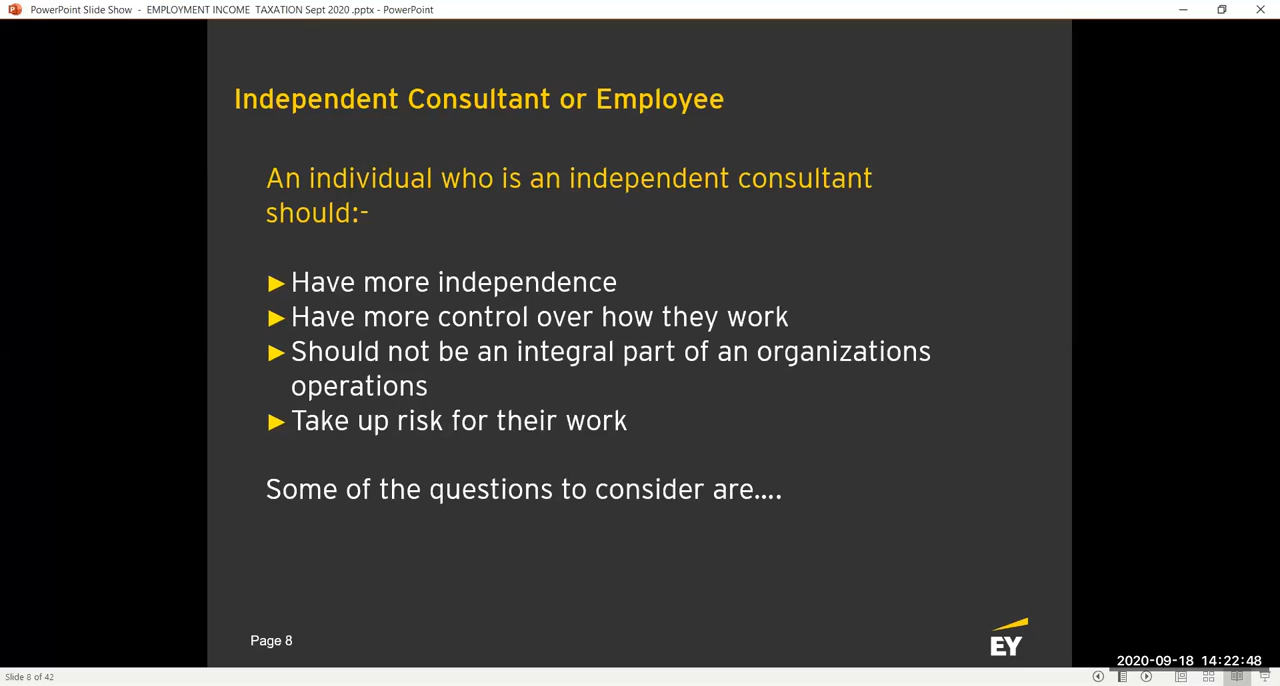 PowerPoint Slide Show - EMPLOYMENT INCOME TAXATION Sept 2020 .pptx - PowerPoint
Independent Consultant or Employee
An individual who is an independent consultant
should:-
►Have more independence
►Have more control over how they work
►Should not be an integral part of an organizations
operations
►Take up risk for their work
Some of the questions to consider are....
Page 8
EY
2020-09-18 14:22:48
Slide 8 of 42